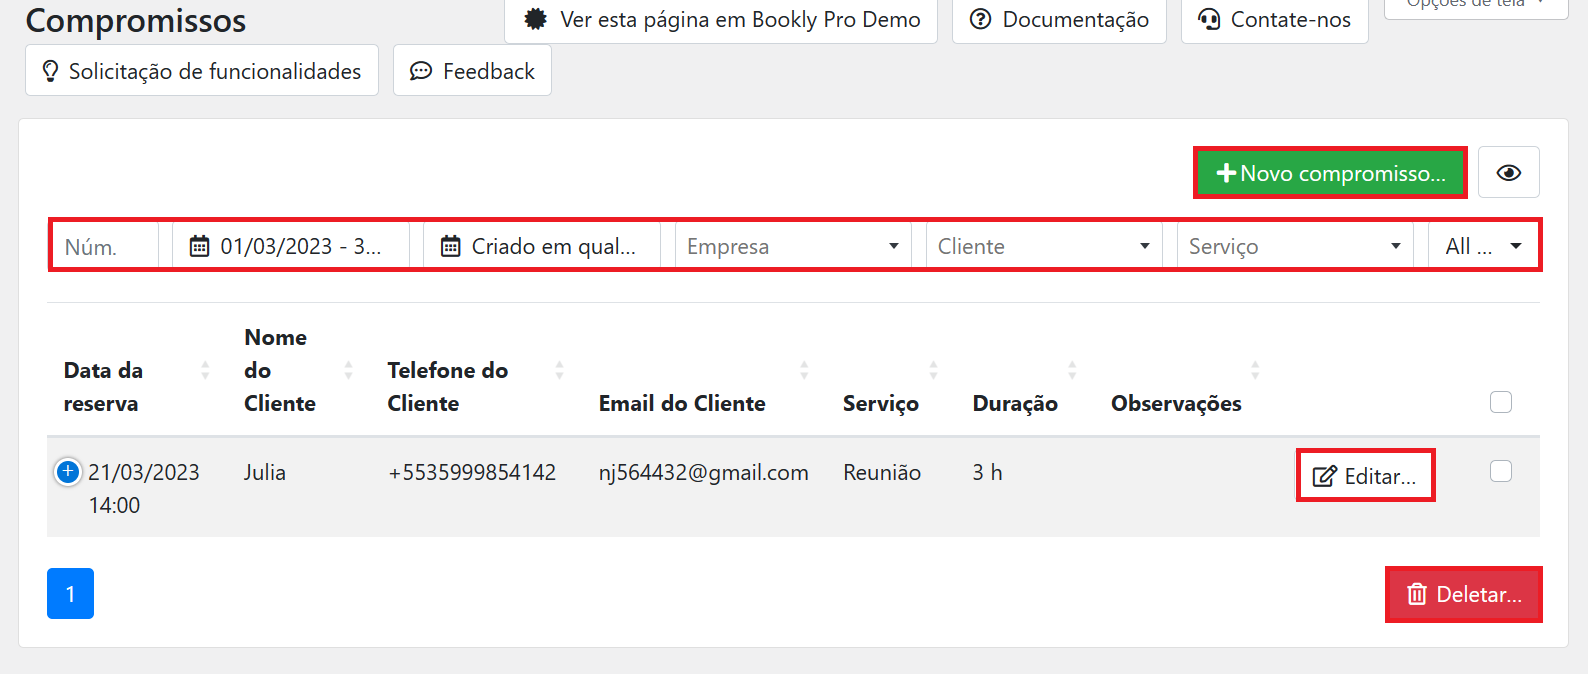 Compromissos
Ver esta página em Bookly Pro Demo
Documentação
Contate-nos
Opções de tela
Solicitação de funcionalidades
Feedback
Novo compromisso...
Núm.
01/03/2023 - 3...
Criado em qual...
Empresa
Cliente
Serviço
All ...
Data da
reserva
Nome
do
Cliente
Telefone do
Cliente
Email do Cliente
Serviço
Duração
Observações
21/03/2023
14:00
Julia
+5535999854142
nj564432@gmail.com
Reunião
3 h
Editar...
1
Deletar...